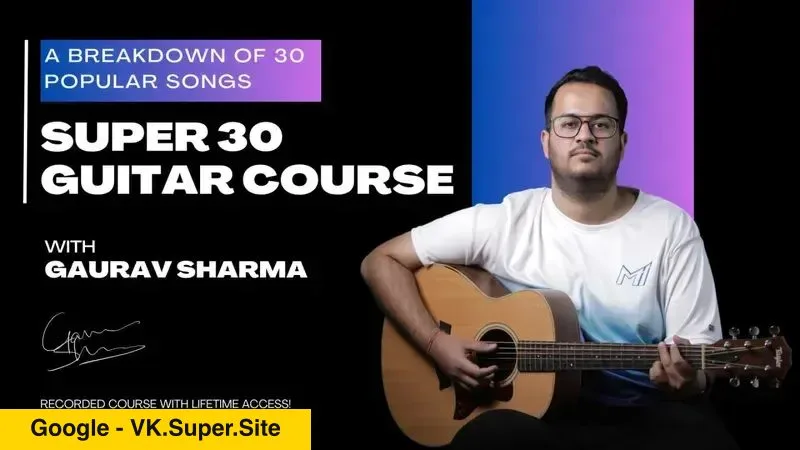 A BREAKDOWN OF 30
POPULAR SONGS
SUPER 30
GUITAR COURSE
WITH
GAURAV SHARMA
RECORDED COURSE WITH LIFETIME ACCESS!
Google - VK.Super.Site
Taylor